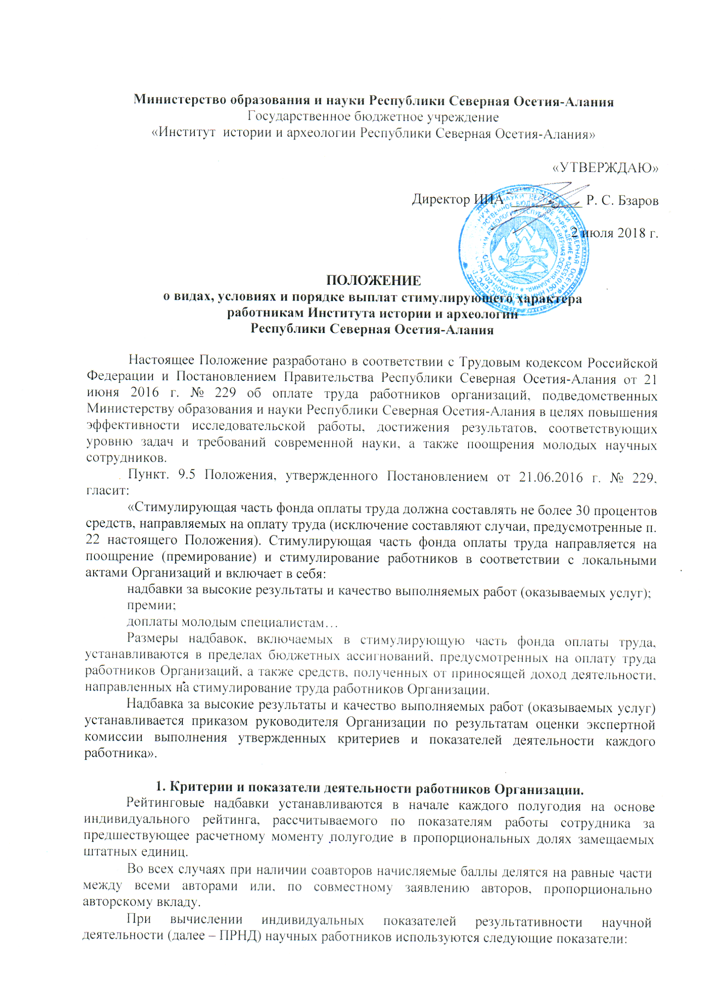 Министерство образования и науки Республики Северная Осетия-Алания
Государственное бюджетное учреждение
«Институт истории и археологии Республики Северная Осетия-Алания»
«УТВЕРЖДАЮ»
Директор ИИА __________ Р. С. Бзаров
2 июля 2018 г.
ПОЛОЖЕНИЕ
о видах, условиях и порядке выплат стимулирующего характера
работникам Института истории и археологии
Республики Северная Осетия-Алания
Настоящее Положение разработано в соответствии с Трудовым кодексом Российской
Федерации и Постановлением Правительства Республики Северная Осетия-Алания от 21
июня 2016 г. № 229 об оплате труда работников организаций, подведомственных
Министерству образования и науки Республики Северная Осетия-Алания в целях повышения
эффективности исследовательской работы, достижения результатов, соответствующих
уровню задач и требований современной науки, а также поощрения молодых научных
сотрудников.
Пункт. 9.5 Положения, утвержденного Постановлением от 21.06.2016 г. № 229,
гласит:
«Стимулирующая часть фонда оплаты труда должна составлять не более 30 процентов
средств, направляемых на оплату труда (исключение составляют случаи, предусмотренные п.
22 настоящего Положения). Стимулирующая часть фонда оплаты труда направляется на
поощрение (премирование) и стимулирование работников в соответствии с локальными
актами Организаций и включает в себя:
надбавки за высокие результаты и качество выполняемых работ (оказываемых услуг);
премии;
доплаты молодым специалистам…
Размеры надбавок, включаемых в стимулирующую часть фонда оплаты труда,
устанавливаются в пределах бюджетных ассигнований, предусмотренных на оплату труда
работников Организаций, а также средств, полученных от приносящей доход деятельности,
направленных на стимулирование труда работников Организации.
Надбавка за высокие результаты и качество выполняемых работ (оказываемых услуг)
устанавливается приказом руководителя Организации по результатам оценки экспертной
комиссии выполнения утвержденных критериев и показателей деятельности каждого
работника».
1. Критерии и показатели деятельности работников Организации.
Рейтинговые надбавки устанавливаются в начале каждого полугодия на основе
индивидуального рейтинга, рассчитываемого по показателям работы сотрудника за
предшествующее расчетному моменту полугодие в пропорциональных долях замещаемых
штатных единиц.
Во всех случаях при наличии соавторов начисляемые баллы делятся на равные части
между всеми авторами или, по совместному заявлению авторов, пропорционально
авторскому вкладу.
При вычислении индивидуальных показателей результативности научной
деятельности (далее – ПРНД) научных работников используются следующие показатели: